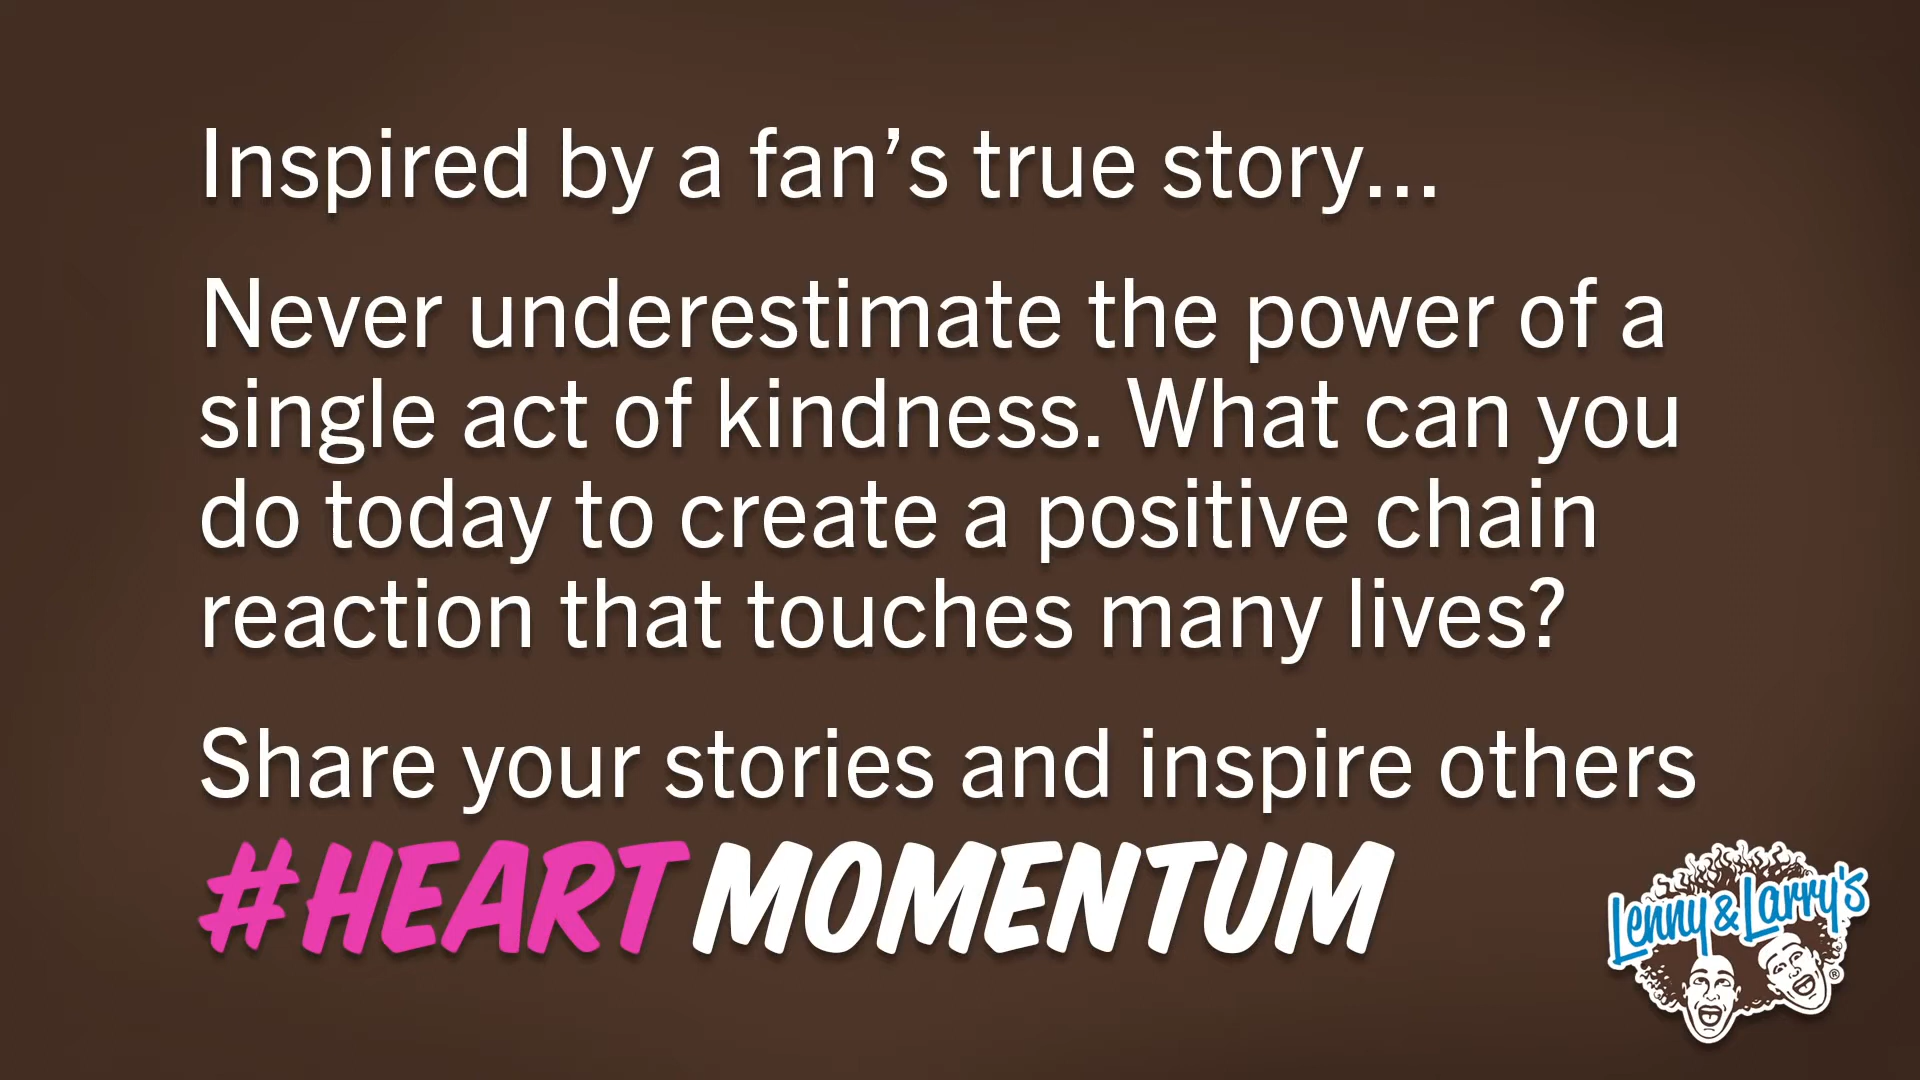 Inspired by a fan’s true story...
Never underestimate the power of a
single act of kindness. What can you
do today to create a positive chain
reaction that touches many lives?
Share your stories and inspire others
#HEARTMOMENTUM
Lenny & Larry's
®